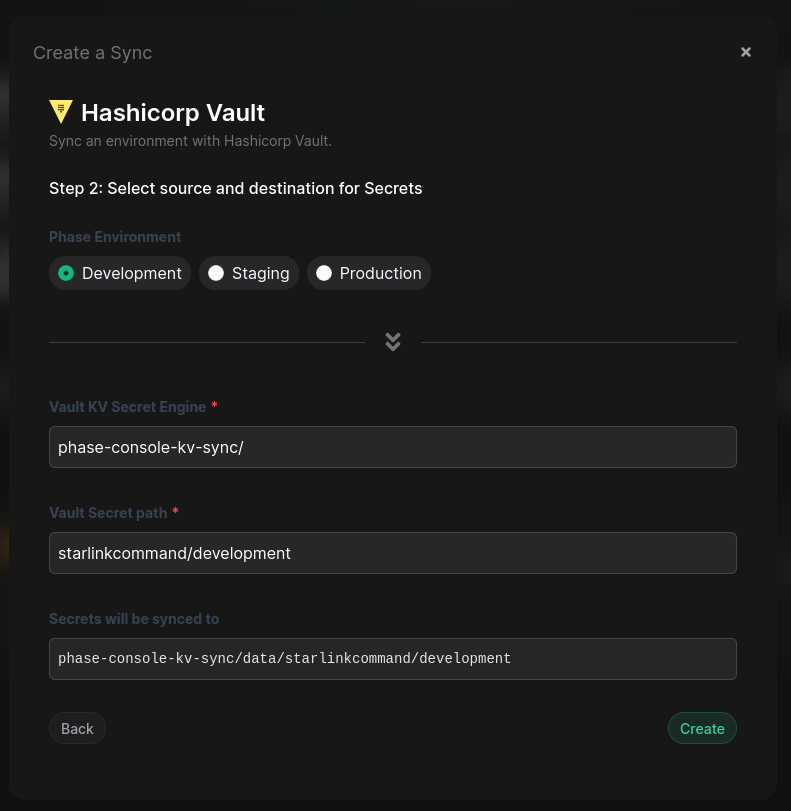 Create a Sync
Hashicorp Vault
Sync an environment with Hashicorp Vault.
Step 2: Select source and destination for Secrets
Phase Environment
Development Staging Production
Vault KV Secret Engine *
phase-console-kv-sync/
Vault Secret path *
starlinkcommand/development
Secrets will be synced to
phase-console-kv-sync/data/starlinkcommand/development
Back Create